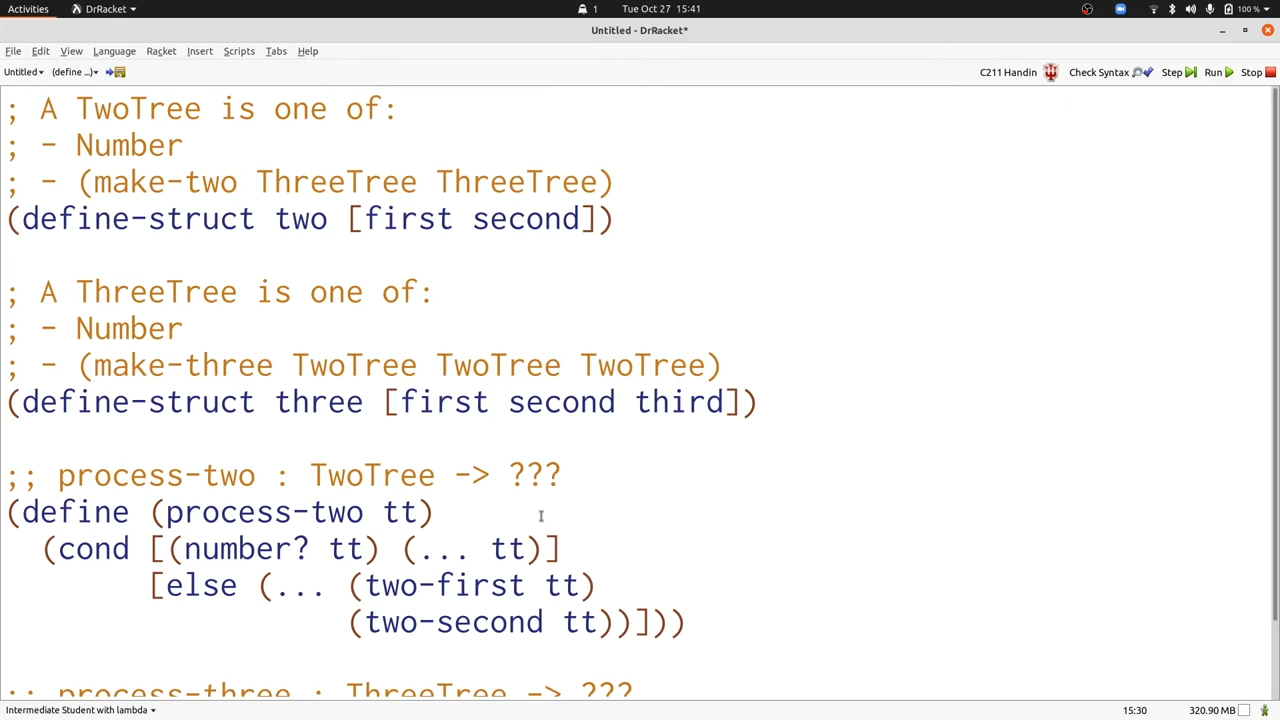 Activities DrRacket 1 Tue Oct 27 15:41 100 %
Untitled - DrRacket*
File Edit View Language Racket Insert Scripts Tabs Help
Untitled (define ...) C211 Handin Check Syntax Step Run Stop
; A TwoTree is one of:
; - Number
; - (make-two ThreeTree ThreeTree)
(define-struct two [first second])
; A ThreeTree is one of:
; - Number
; - (make-three TwoTree TwoTree TwoTree)
(define-struct three [first second third])
;; process-two : TwoTree -> ???
(define (process-two tt)
(cond [(number? tt) (... tt)]
[else (... (two-first tt)
(two-second tt))]))
;; process-three : ThreeTree -> ???
Intermediate Student with lambda 15:30 320.90 MB